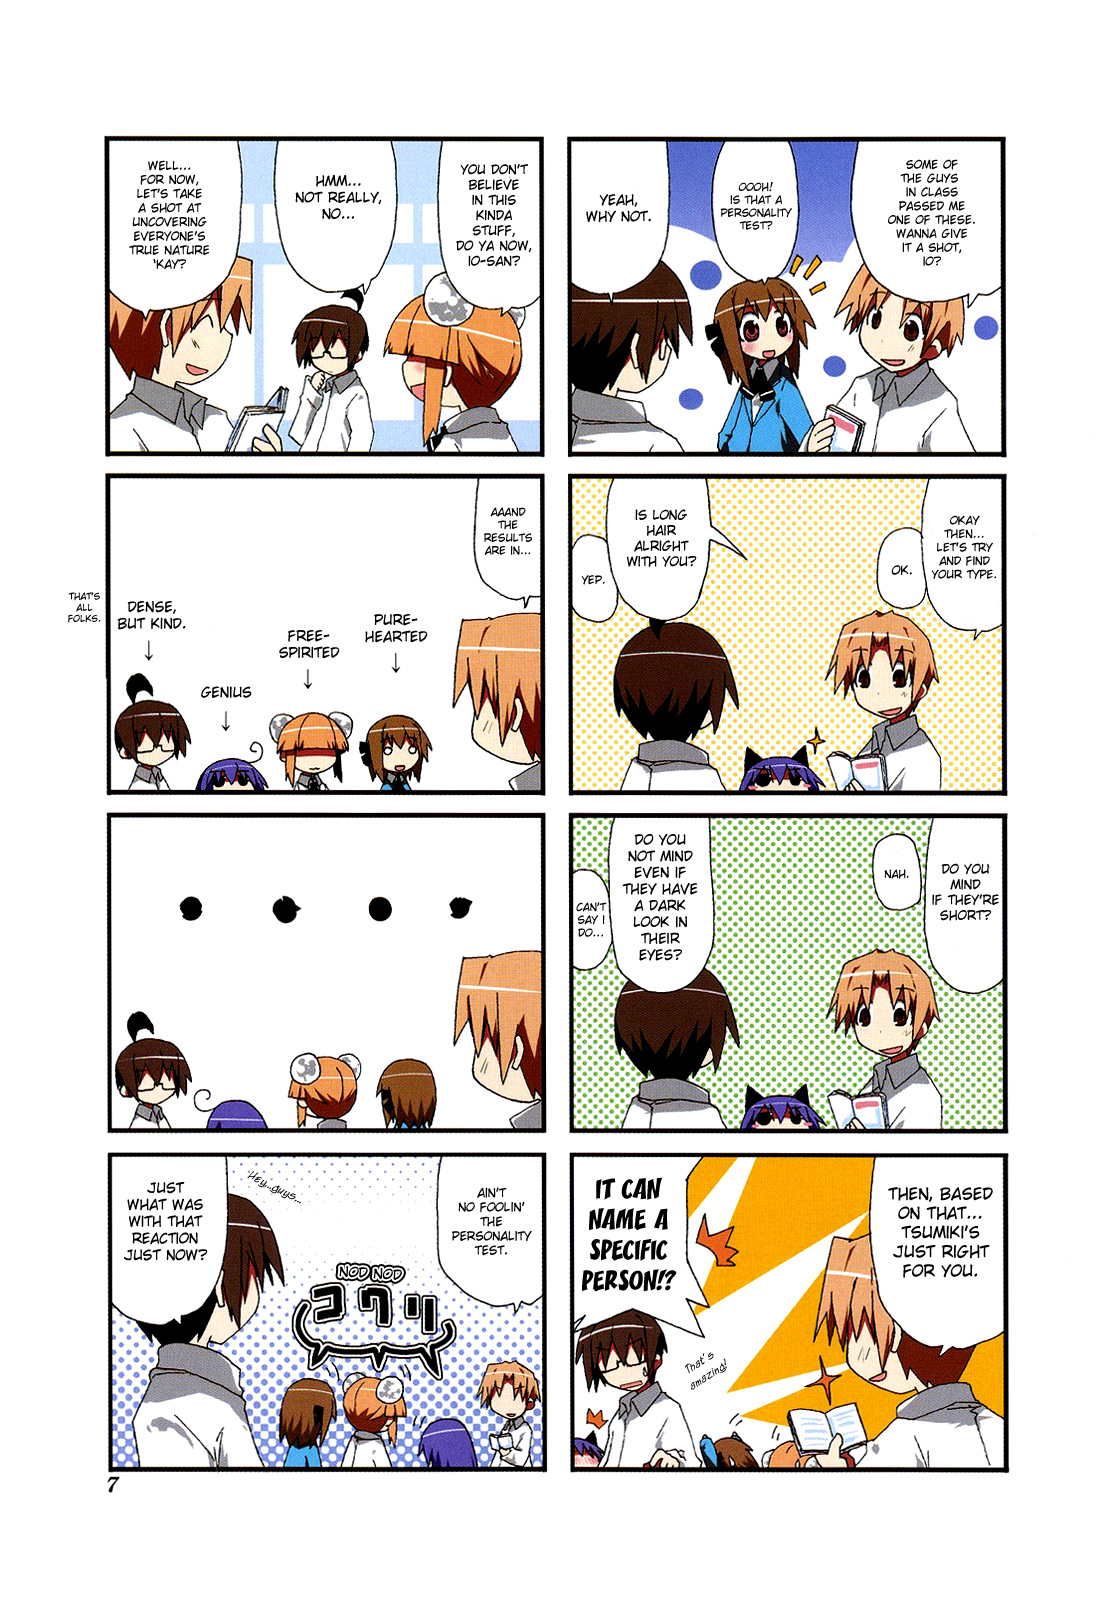 SOME OF
THE GUYS
IN CLASS
PASSED ME
ONE OF THESE.
WANNA GIVE
IT A SHOT,
IO?
OOOH!
IS THAT A
PERSONALITY
TEST?
YEAH,
WHY NOT.
OKAY
THEN...
LET'S TRY
AND FIND
YOUR TYPE.
OK.
IS LONG
HAIR
ALRIGHT
WITH YOU?
YEP.
DO YOU
MIND
IF THEY'RE
SHORT?
NAH.
DO YOU
NOT MIND
EVEN IF
THEY HAVE
A DARK
LOOK IN
THEIR
EYES?
CAN'T
SAY I
DO...
THEN, BASED
ON THAT...
TSUMIKI'S
JUST RIGHT
FOR YOU.
IT CAN
NAME A
SPECIFIC
PERSON!?
That's
amazing!
YOU DON'T
BELIEVE
IN THIS
KINDA
STUFF,
DO YA NOW,
IO-SAN?
HMM...
NOT REALLY,
NO...
WELL...
FOR NOW,
LET'S TAKE
A SHOT AT
UNCOVERING
EVERYONE'S
TRUE NATURE
'KAY?
AAAND
THE
RESULTS
ARE IN...
PURE-
HEARTED
FREE-
SPIRITED
GENIUS
DENSE,
BUT KIND.
THAT'S
ALL
FOLKS.
AIN'T
NO FOOLIN'
THE
PERSONALITY
TEST.
NOD NOD
コクリ
Hey...guys...
JUST
WHAT WAS
WITH THAT
REACTION
JUST NOW?
7